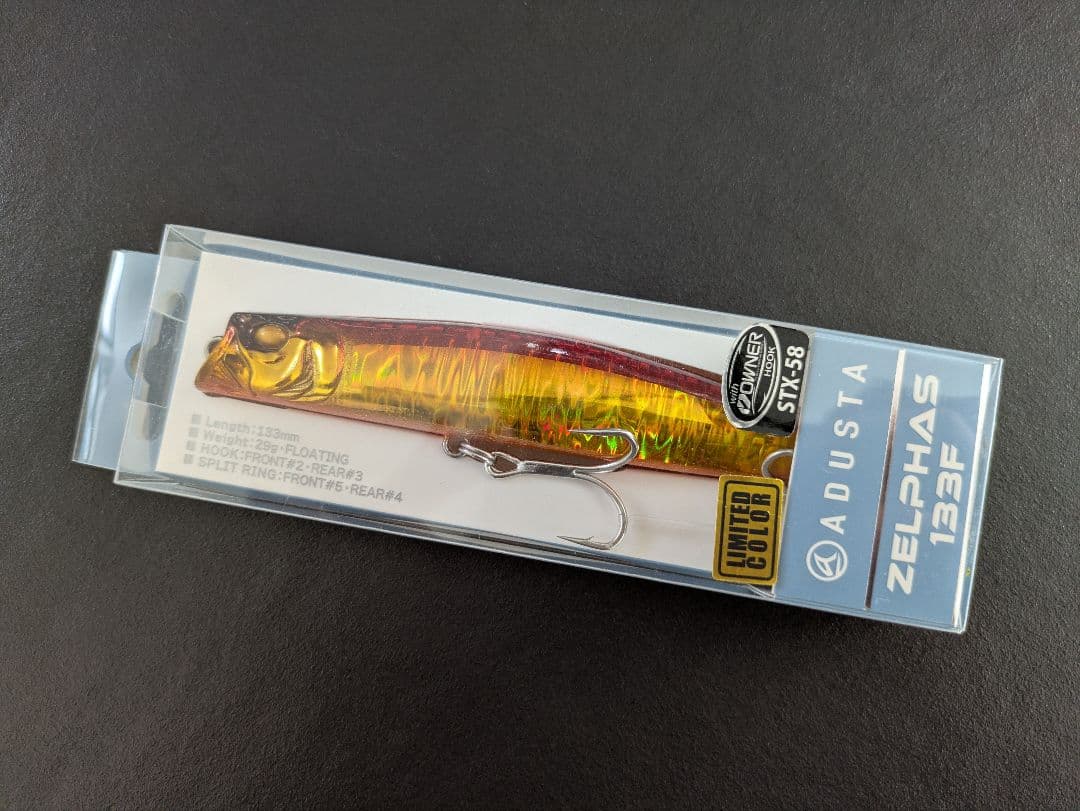 ■ Length:133mm
■ Weight:29g・FLOATING
■ HOOK:FRONT#2・REAR#3
■ SPLIT RING:FRONT#5・REAR#4
with OWNER HOOK
STX-58
LIMITED
COLOR
ADUSTA
ZELPHAS
133F